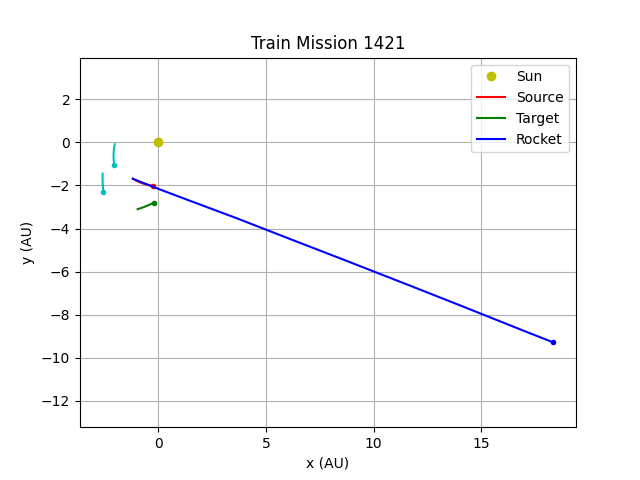 Train Mission 1421
Sun
Source
Target
Rocket
2
0
−2
−4
−6
−8
−10
−12
y (AU)
0
5
10
15
x (AU)